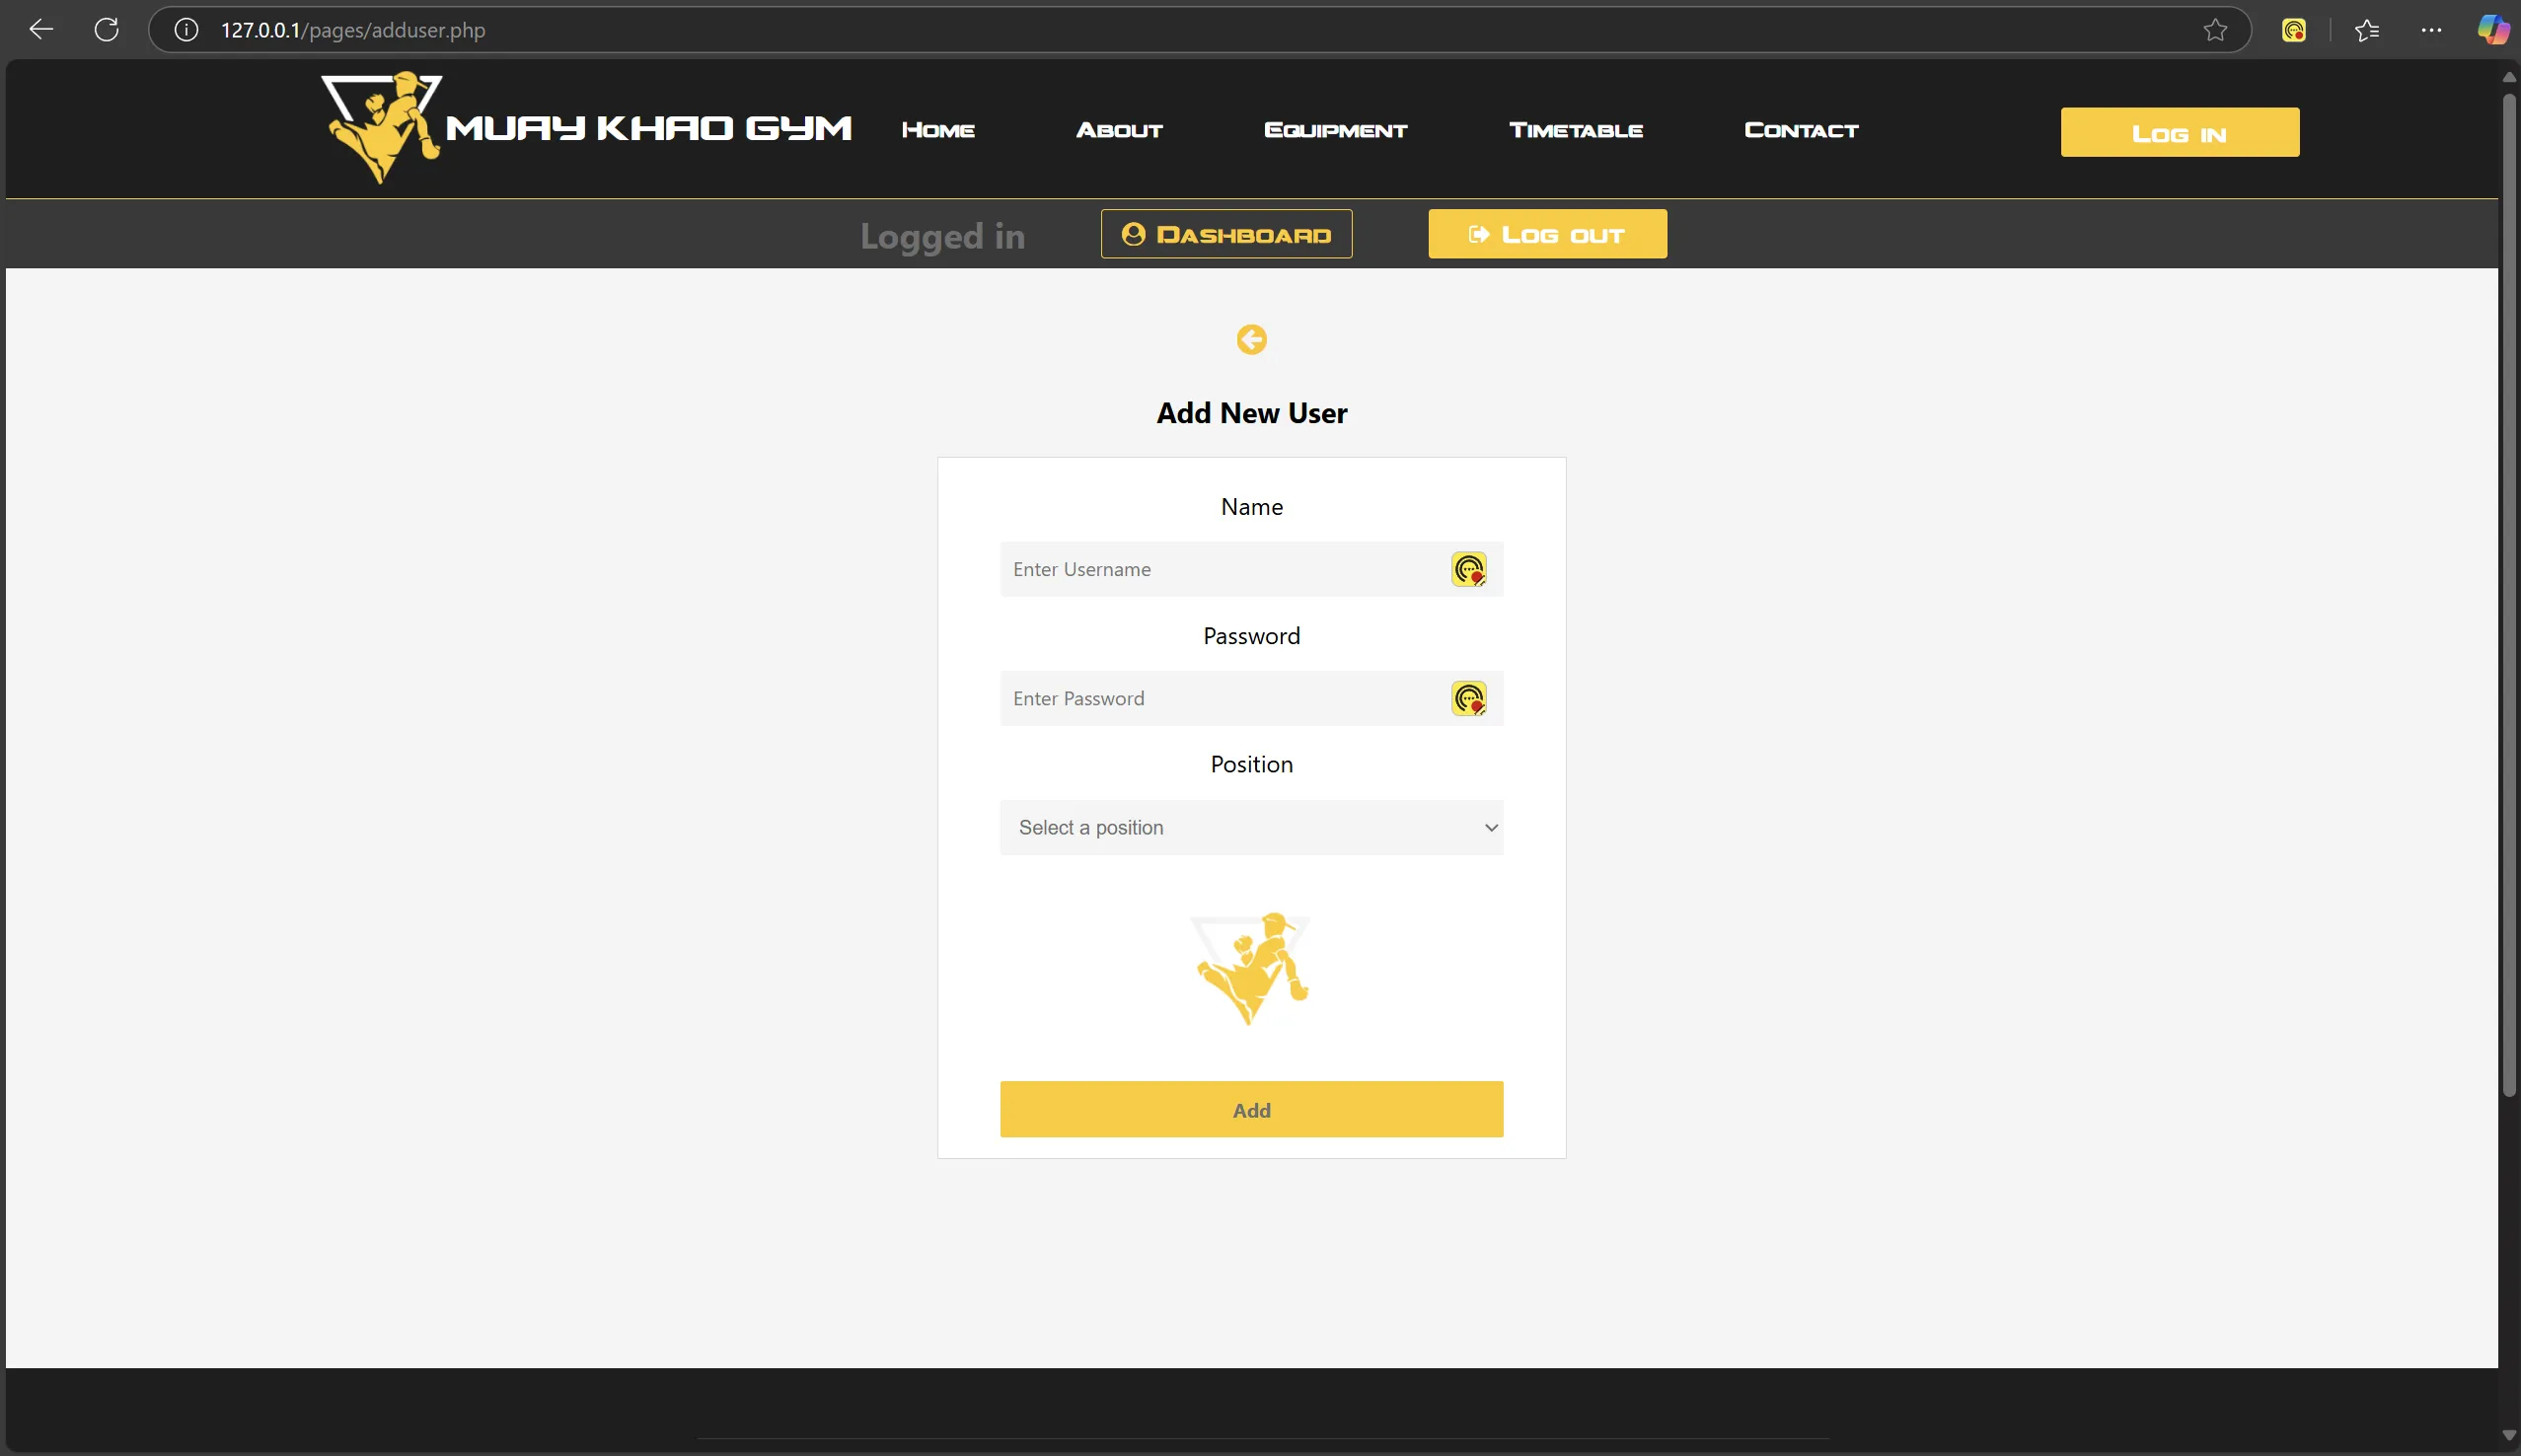 127.0.0.1/pages/adduser.php
MUAY KHAO GYM
Home
About
Equipment
Timetable
Contact
Log in
Logged in
Dashboard
Log out
Add New User
Name
Enter Username
Password
Enter Password
Position
Select a position
Add